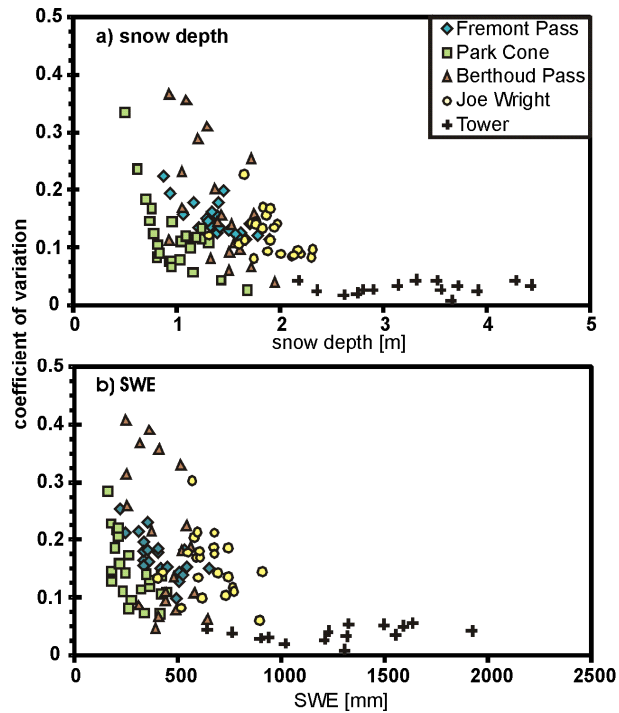 0.5
a) snow depth
Fremont Pass
Park Cone
Berthoud Pass
Joe Wright
Tower
0.4
0.3
0.2
0.1
0
0 1 2 3 4 5
snow depth [m]
coefficient of variation
0.5
b) SWE
0.4
0.3
0.2
0.1
0
0 500 1000 1500 2000 2500
SWE [mm]